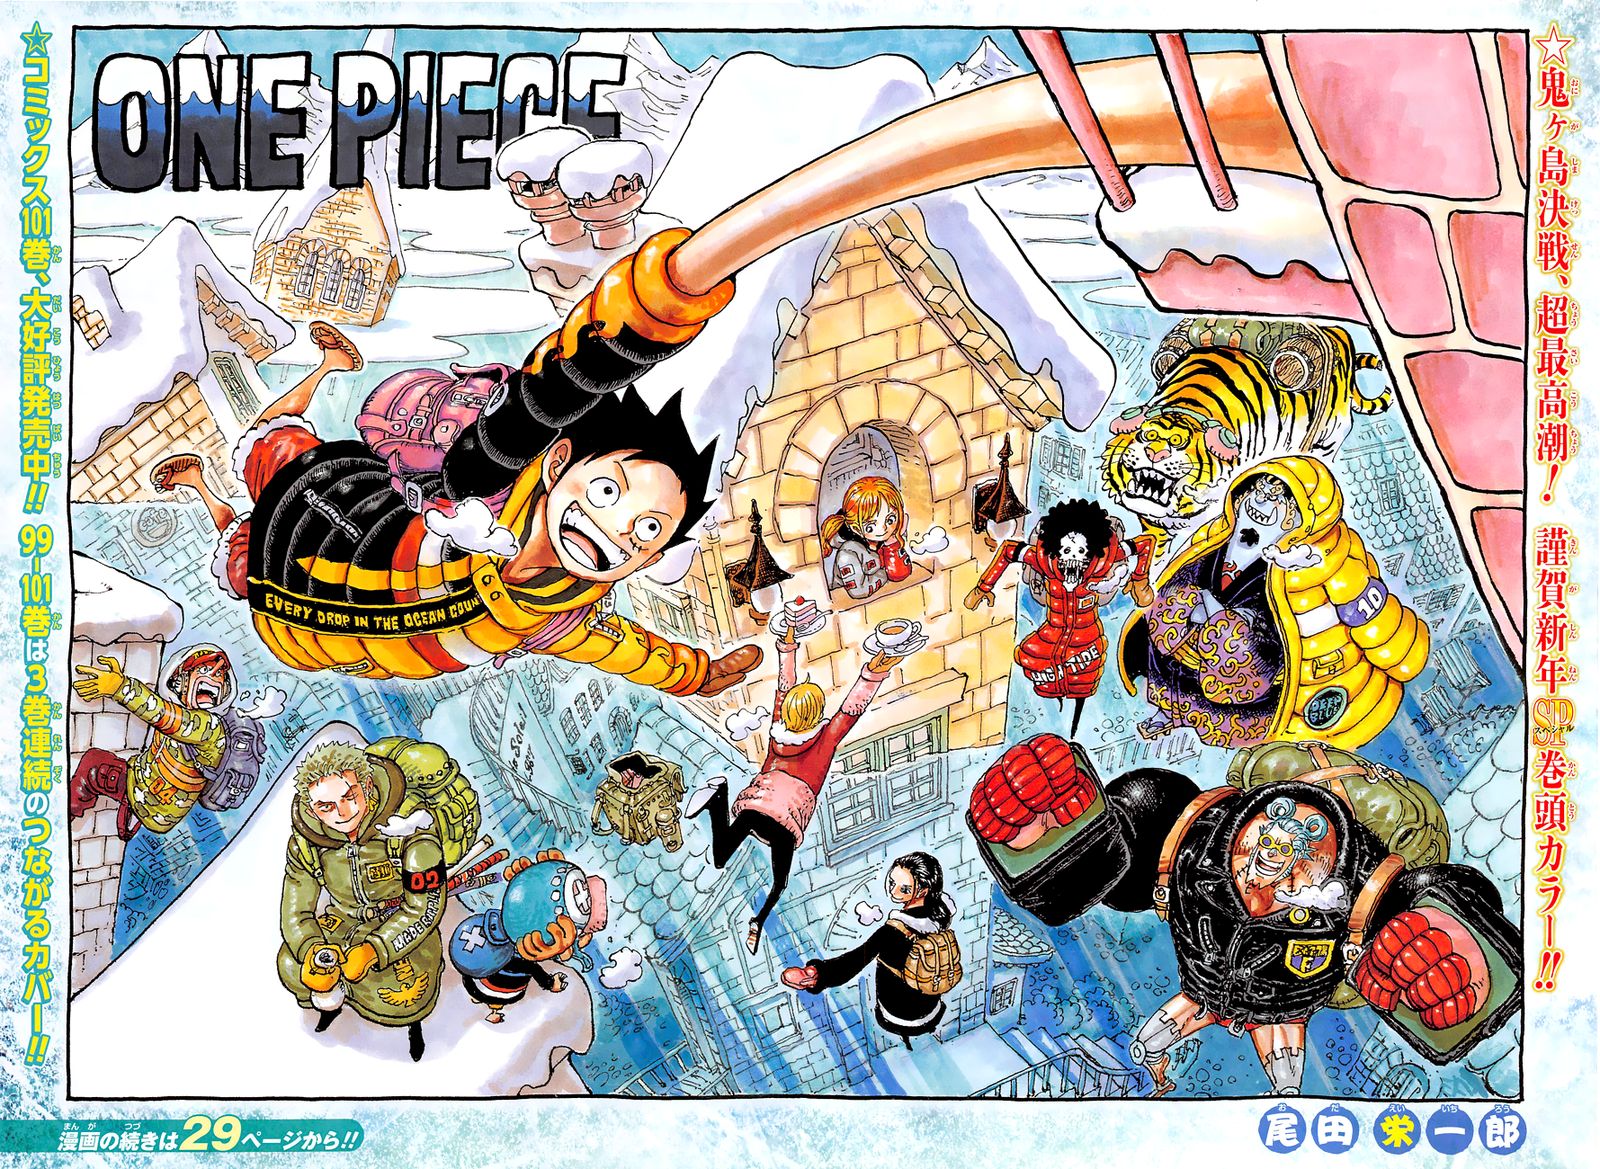 ☆鬼ヶ島決戦、超最高潮! 謹賀新年SP巻頭カラー!!
ONE PIECE
EVERY DROP IN THE OCEAN COUN
10
04
02
F
☆コミックス101巻、大好評発売中!! 99-101巻は3巻連続のつながるカバー!!
漫画の続きは29ページから!!
尾田栄一郎